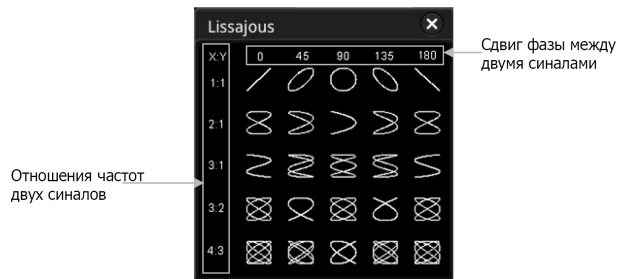 Lissajous
Сдвиг фазы между
двумя синалами
X:Y 0 45 90 135 180
1:1
2:1
3:1
Отношения частот
двух синалов
3:2
4:3